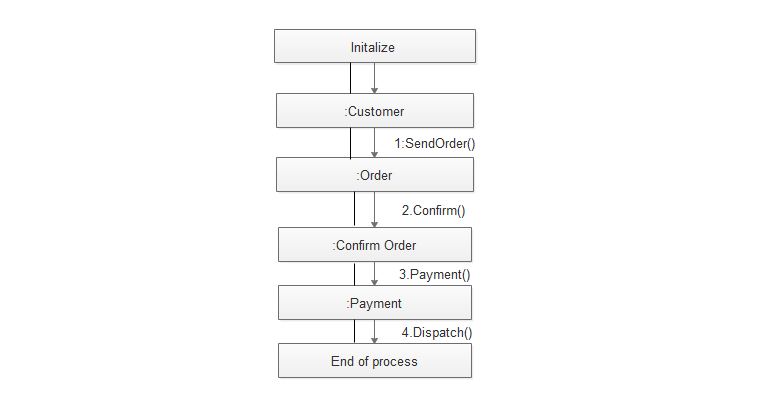 Initalize
:Customer
1:SendOrder()
:Order
2.Confirm()
:Confirm Order
3.Payment()
:Payment
4.Dispatch()
End of process